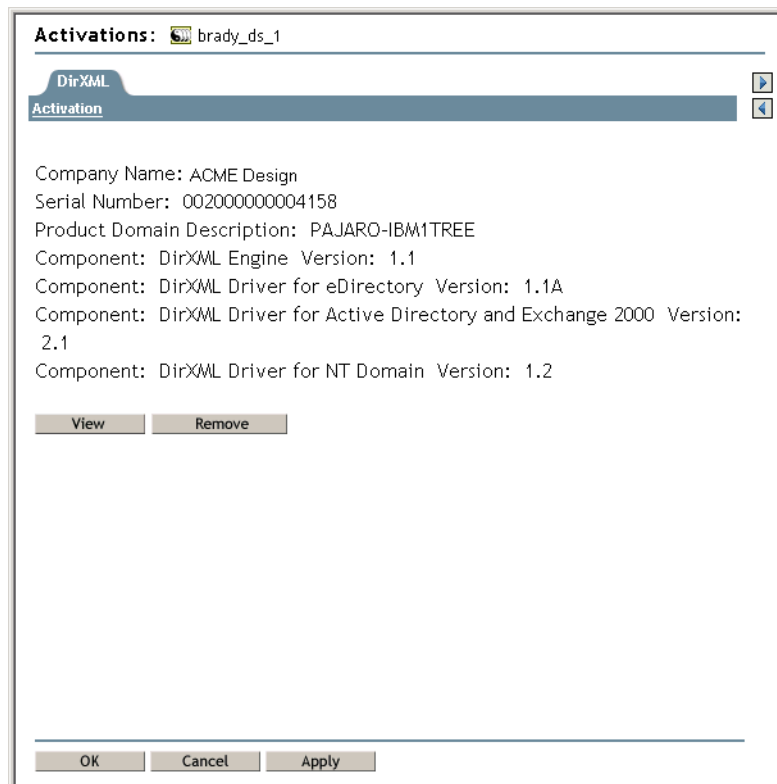 Activations: brady_ds_1
DirXML
Activation
Company Name: ACME Design
Serial Number: 002000000004158
Product Domain Description: PAJARO-IBM1TREE
Component: DirXML Engine Version: 1.1
Component: DirXML Driver for eDirectory Version: 1.1A
Component: DirXML Driver for Active Directory and Exchange 2000 Version:
2.1
Component: DirXML Driver for NT Domain Version: 1.2
View Remove
OK Cancel Apply